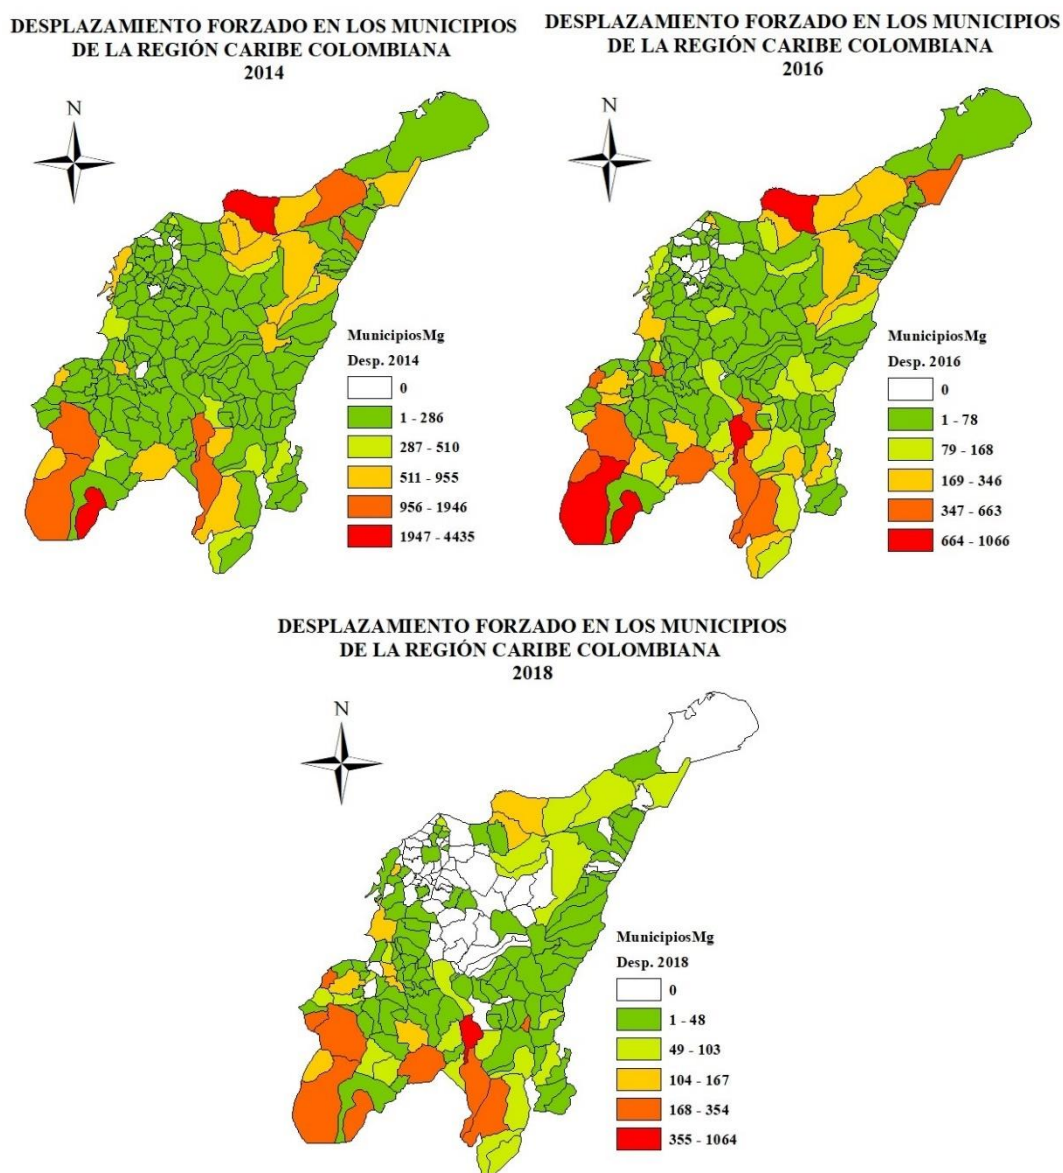 DESPLAZAMIENTO FORZADO EN LOS MUNICIPIOS
DE LA REGIÓN CARIBE COLOMBIANA
2014
N
MunicipiosMg
Desp. 2014
0
1 - 286
287 - 510
511 - 955
956 - 1946
1947 - 4435
DESPLAZAMIENTO FORZADO EN LOS MUNICIPIOS
DE LA REGIÓN CARIBE COLOMBIANA
2016
N
MunicipiosMg
Desp. 2016
0
1 - 78
79 - 168
169 - 346
347 - 663
664 - 1066
DESPLAZAMIENTO FORZADO EN LOS MUNICIPIOS
DE LA REGIÓN CARIBE COLOMBIANA
2018
N
MunicipiosMg
Desp. 2018
0
1 - 48
49 - 103
104 - 167
168 - 354
355 - 1064